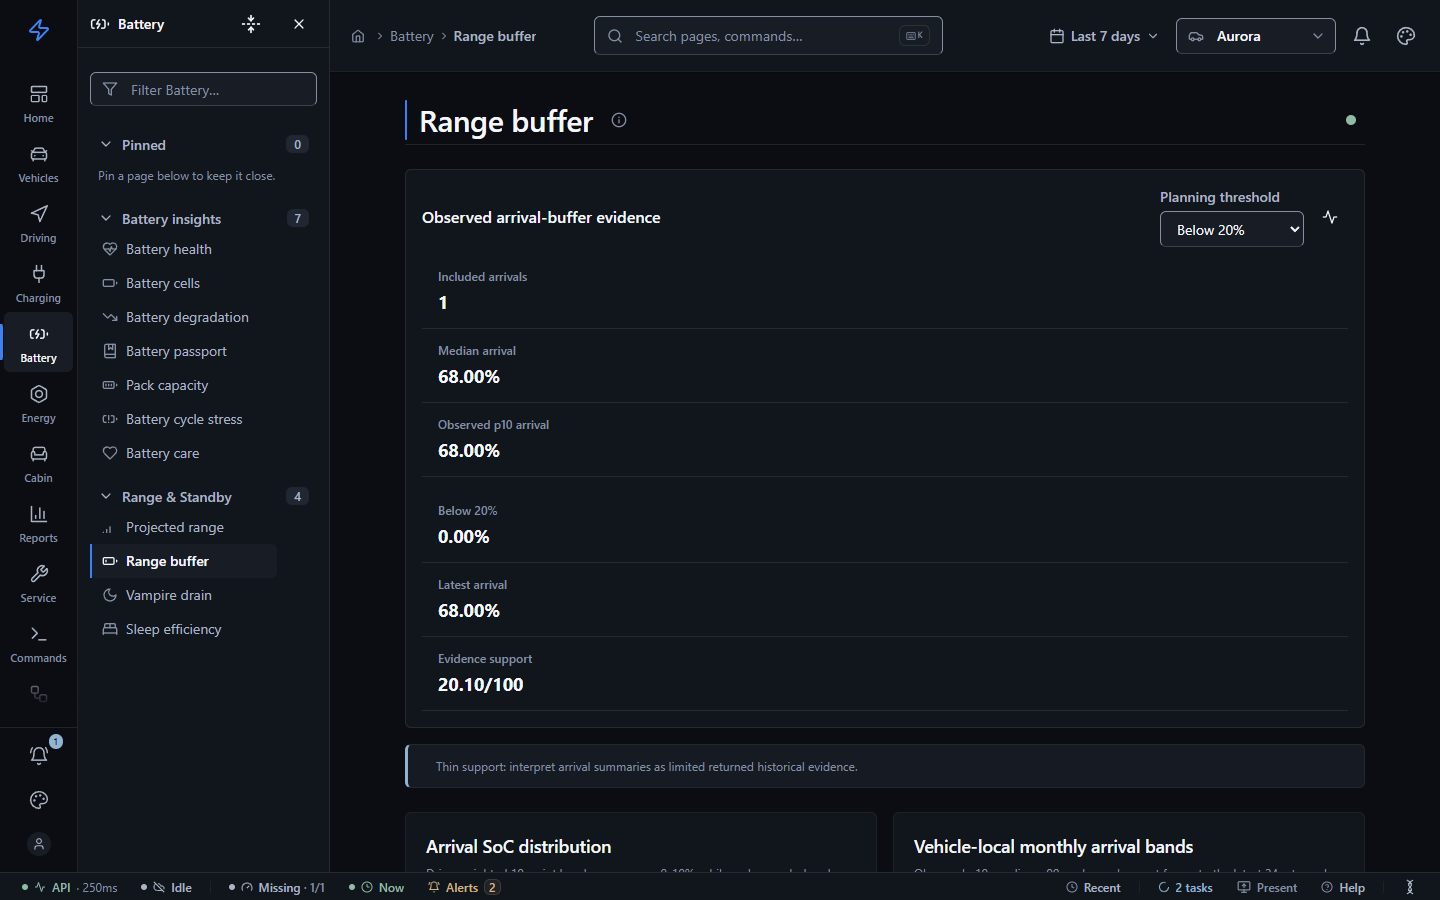 Battery
Filter Battery...
Home
Vehicles
Driving
Charging
Battery
Energy
Cabin
Reports
Service
Commands
1
Pinned 0
Pin a page below to keep it close.
Battery insights 7
Battery health
Battery cells
Battery degradation
Battery passport
Pack capacity
Battery cycle stress
Battery care
Range & Standby 4
Projected range
Range buffer
Vampire drain
Sleep efficiency
Battery Range buffer
Search pages, commands... K
Last 7 days
Aurora
Range buffer
Observed arrival-buffer evidence
Planning threshold
Below 20%
Included arrivals
1
Median arrival
68.00%
Observed p10 arrival
68.00%
Below 20%
0.00%
Latest arrival
68.00%
Evidence support
20.10/100
Thin support: interpret arrival summaries as limited returned historical evidence.
Arrival SoC distribution
Vehicle-local monthly arrival bands
API · 250ms
Idle
Missing · 1/1
Now
Alerts 2
Recent
2 tasks
Present
Help